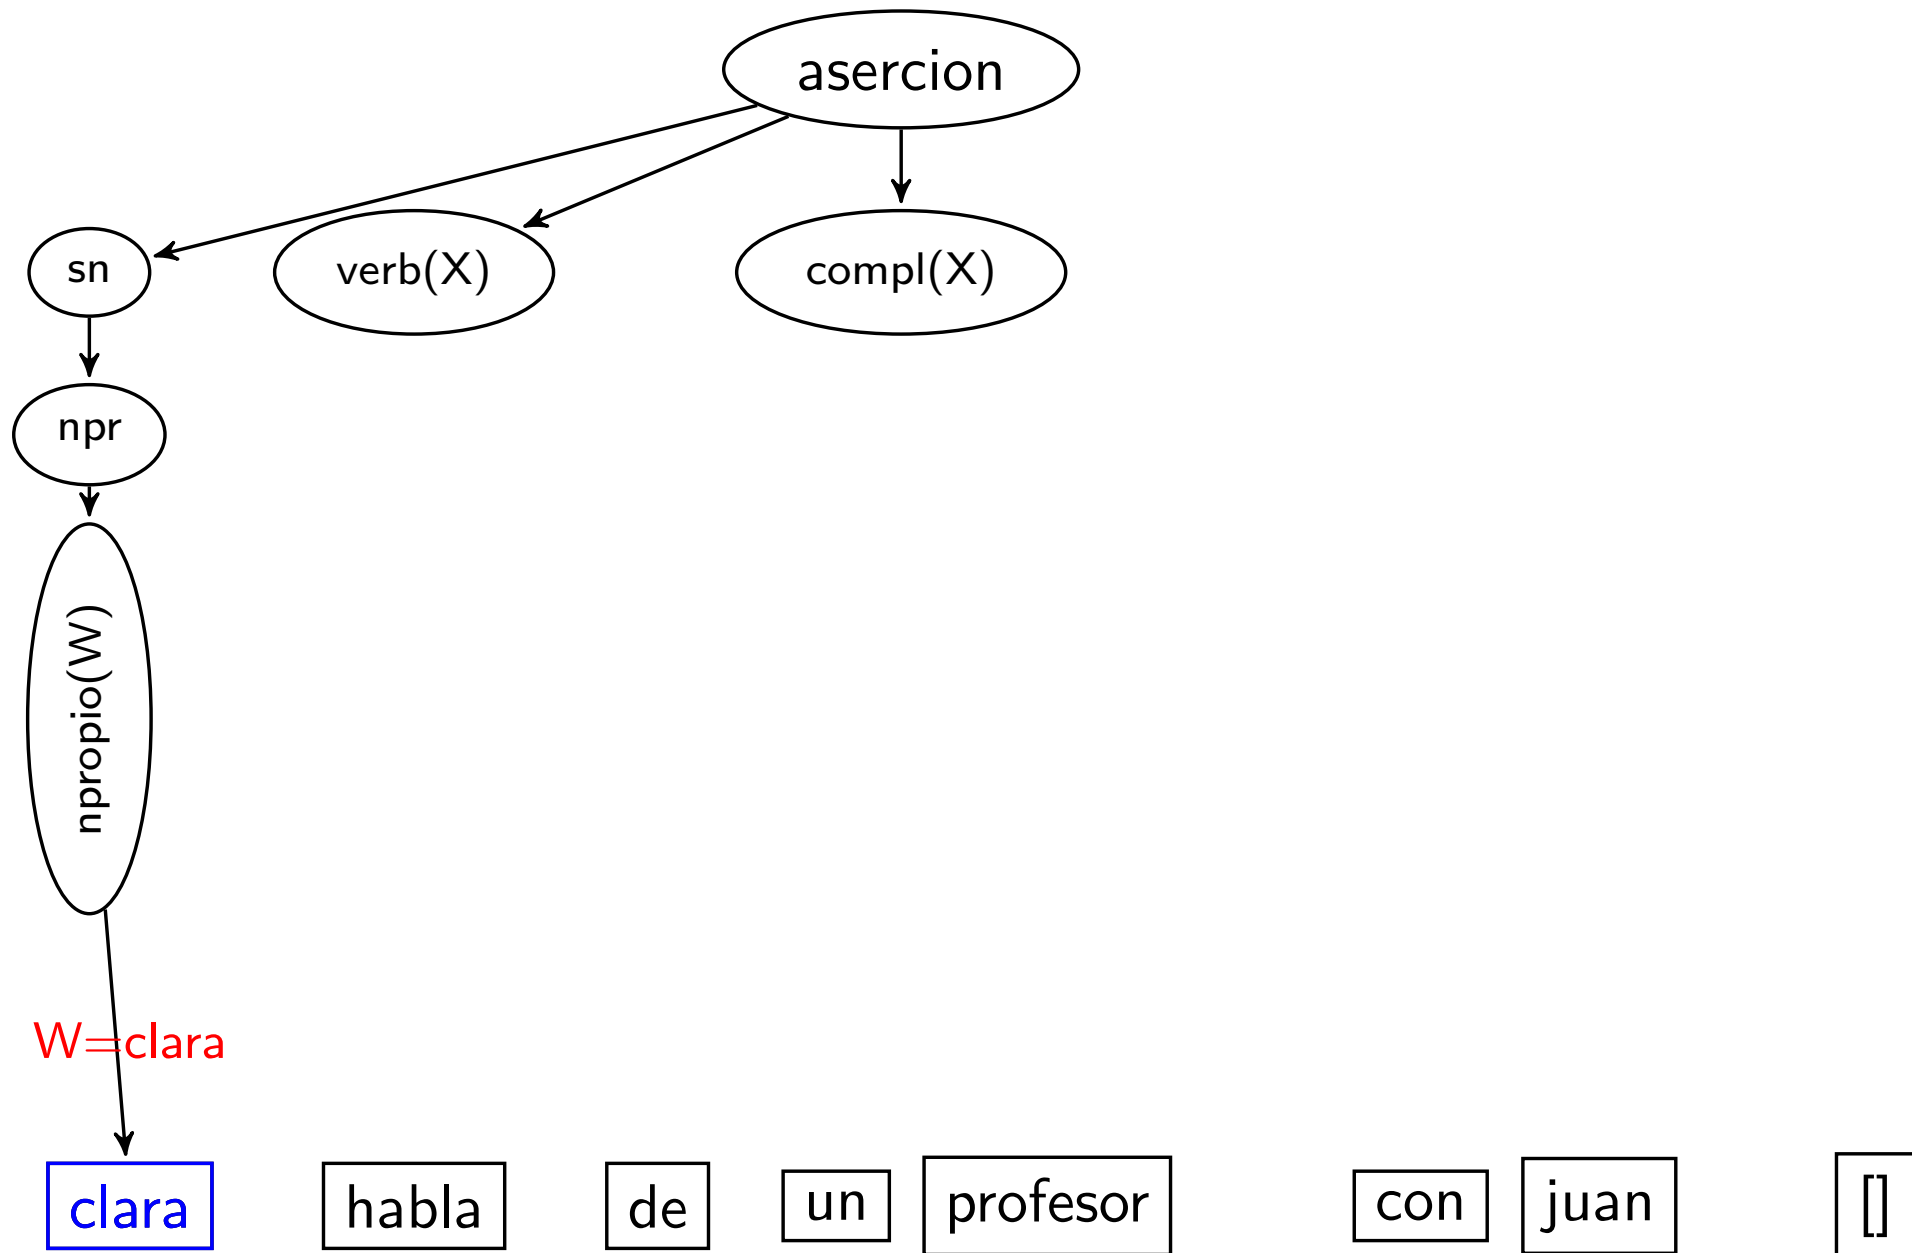 asercion
sn verb(X) compl(X)
npr
npropio(W)
W=clara
clara habla de un profesor con juan []